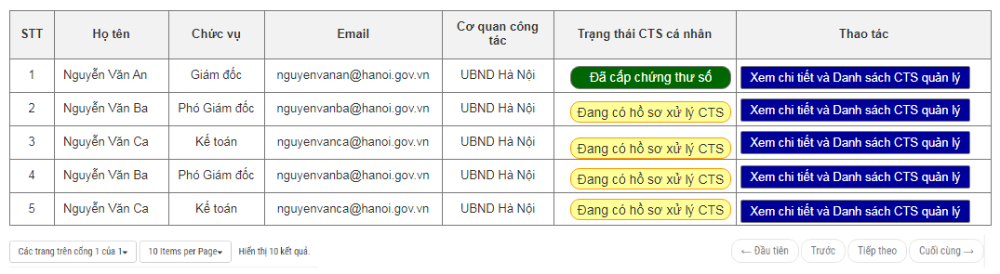 STT Họ tên Chức vụ Email Cơ quan công tác Trạng thái CTS cá nhân Thao tác
1 Nguyễn Văn An Giám đốc nguyenvanan@hanoi.gov.vn UBND Hà Nội Đã cấp chứng thư số Xem chi tiết và Danh sách CTS quản lý
2 Nguyễn Văn Ba Phó Giám đốc nguyenvanba@hanoi.gov.vn UBND Hà Nội Đang có hồ sơ xử lý CTS Xem chi tiết và Danh sách CTS quản lý
3 Nguyễn Văn Ca Kế toán nguyenvanca@hanoi.gov.vn UBND Hà Nội Đang có hồ sơ xử lý CTS Xem chi tiết và Danh sách CTS quản lý
4 Nguyễn Văn Ba Phó Giám đốc nguyenvanba@hanoi.gov.vn UBND Hà Nội Đang có hồ sơ xử lý CTS Xem chi tiết và Danh sách CTS quản lý
5 Nguyễn Văn Ca Kế toán nguyenvanca@hanoi.gov.vn UBND Hà Nội Đang có hồ sơ xử lý CTS Xem chi tiết và Danh sách CTS quản lý
Các trang trên cổng 1 của 1 10 Items per Page Hiển thị 10 kết quả. ← Đầu tiên Trước Tiếp theo Cuối cùng →